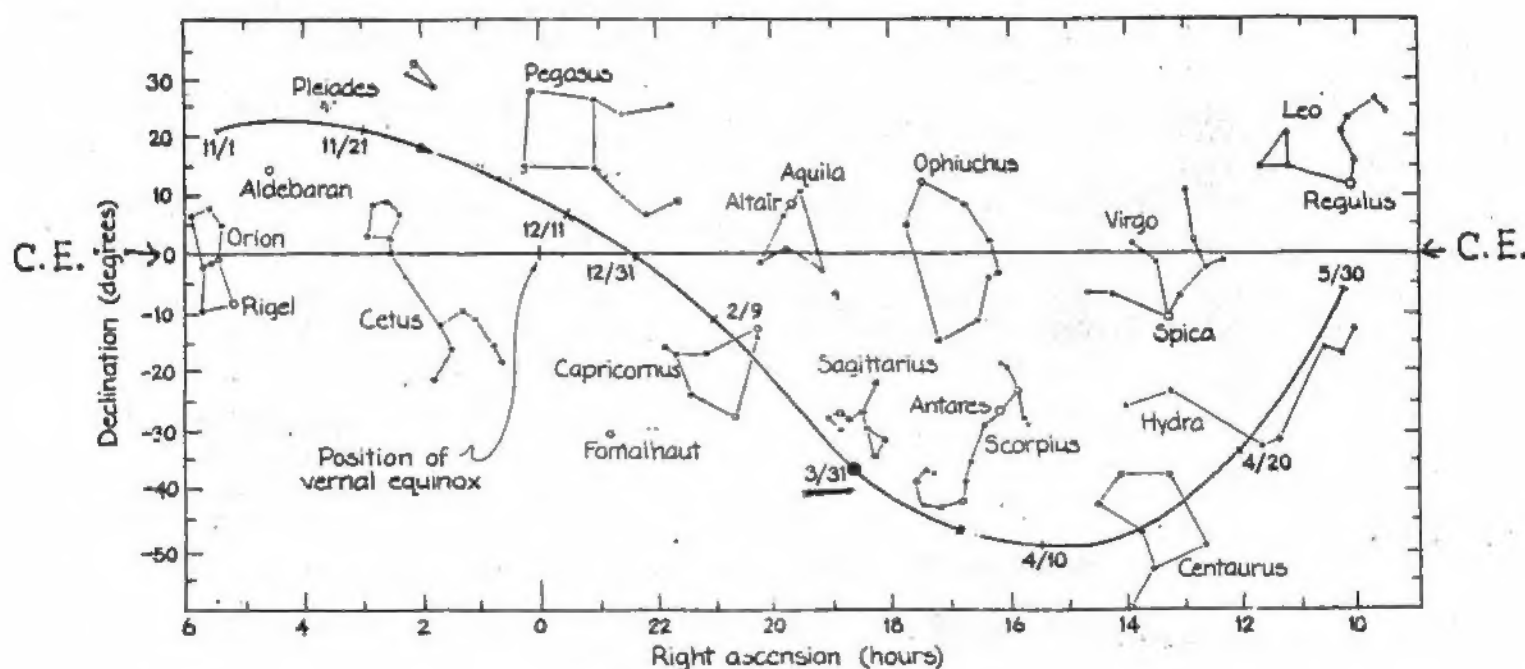 Pegasus
Pleiades
Leo
11/1
11/21
Aldebaran
Aquila
Altair
Ophiuchus
Virgo
Regulus
Orion
12/11
C.E.
C.E.
12/31
5/30
Rigel
Cetus
2/9
Spica
Capricornus
Sagittarius
Antares
Hydra
Scorpius
Fomalhaut
4/20
Position of
vernal equinox
3/31
4/10
Centaurus
Declination (degrees)
30
20
10
0
-10
-20
-30
-40
-50
6 4 2 0 22 20 18 16 14 12 10
Right ascension (hours)